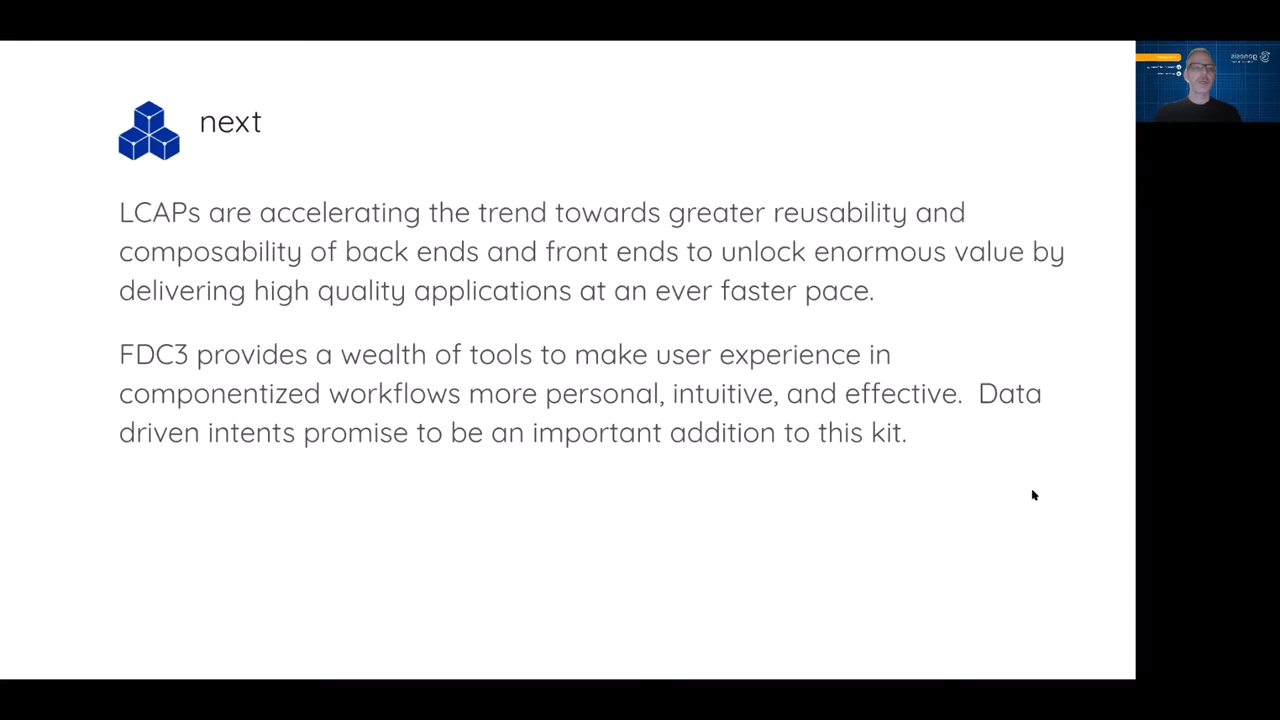 next
LCAPs are accelerating the trend towards greater reusability and
composability of back ends and front ends to unlock enormous value by
delivering high quality applications at an ever faster pace.
FDC3 provides a wealth of tools to make user experience in
componentized workflows more personal, intuitive, and effective.  Data
driven intents promise to be an important addition to this kit.
genesis